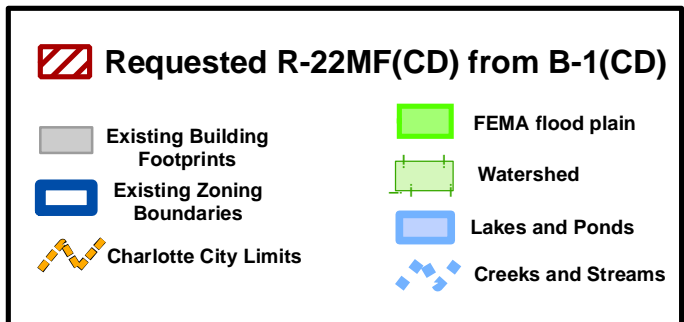 Requested R-22MF(CD) from B-1(CD)
Existing Building
Footprints
Existing Zoning
Boundaries
Charlotte City Limits
FEMA flood plain
Watershed
Lakes and Ponds
Creeks and Streams